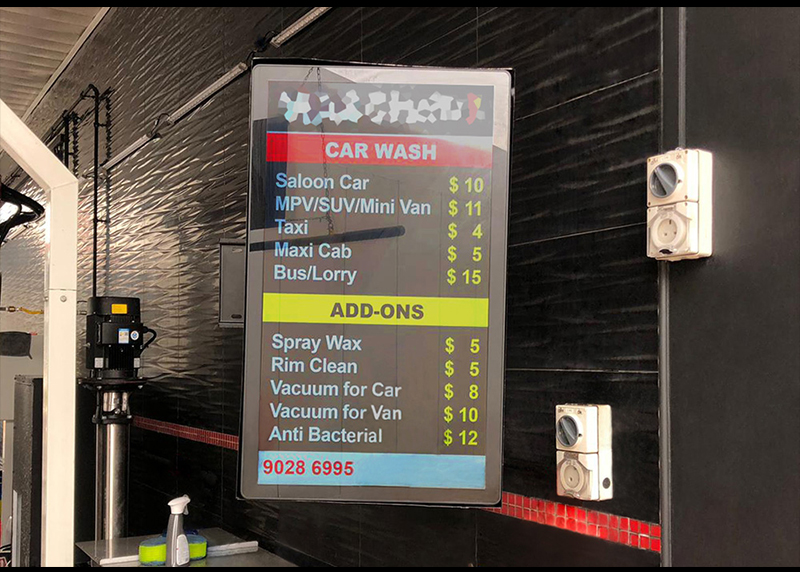 CAR WASH
Saloon Car $ 10
MPV/SUV/Mini Van $ 11
Taxi $ 4
Maxi Cab $ 5
Bus/Lorry $ 15
ADD-ONS
Spray Wax $ 5
Rim Clean $ 5
Vacuum for Car $ 8
Vacuum for Van $ 10
Anti Bacterial $ 12
9028 6995